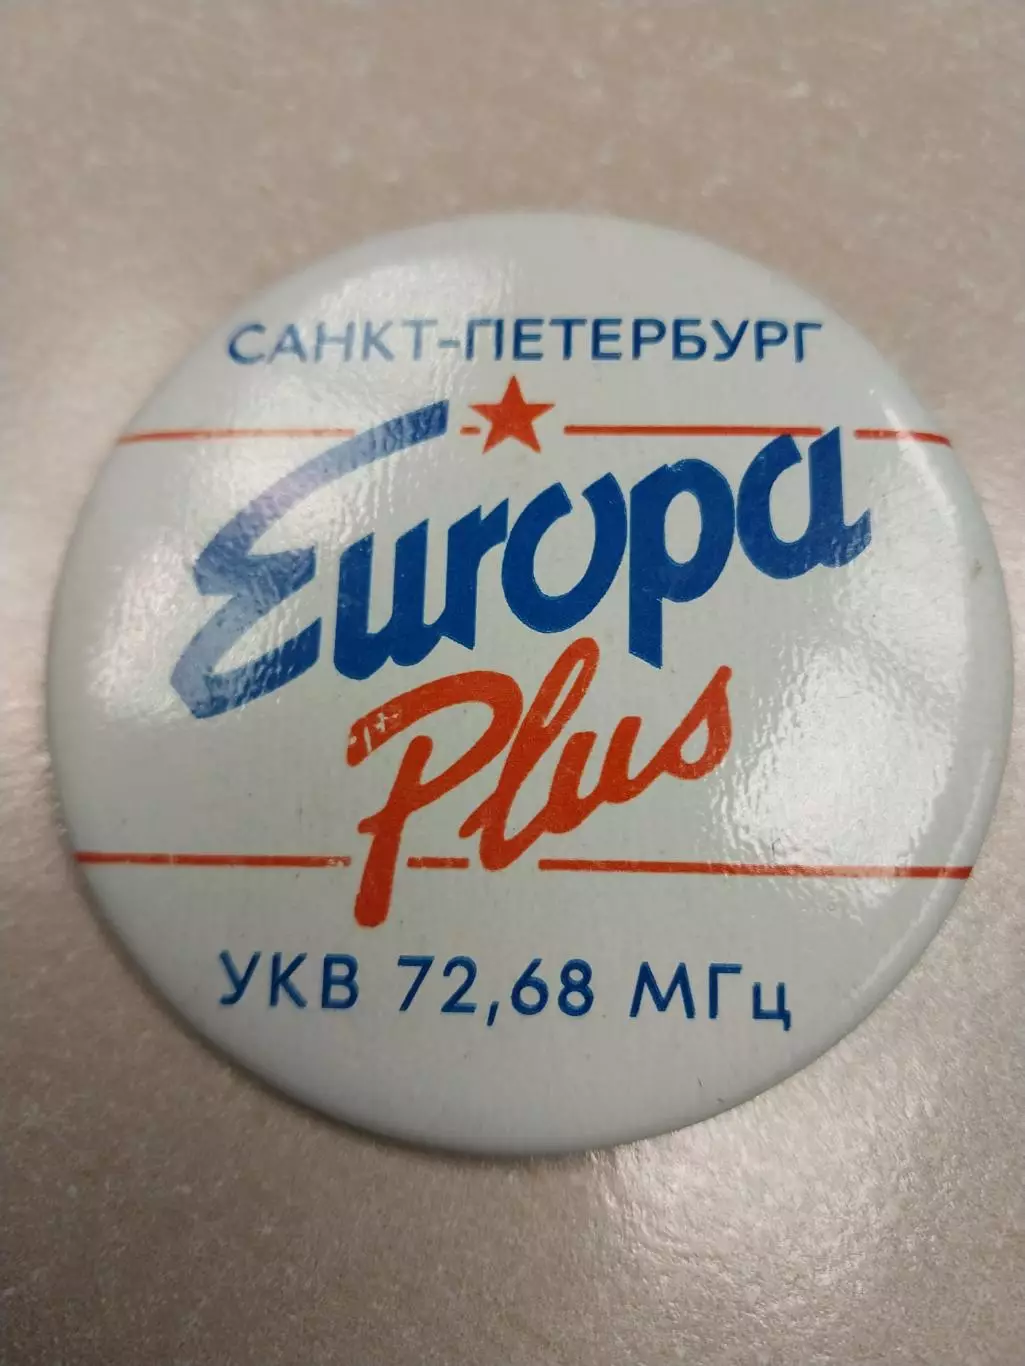 САНКТ-ПЕТЕРБУРГ
Europa
Plus
УКВ 72,68 МГц